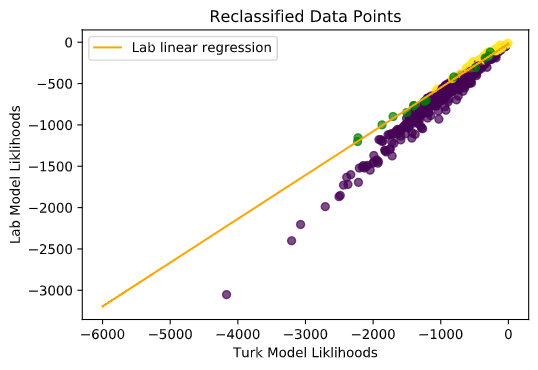 Reclassified Data Points
Lab linear regression
0
−500
−1000
−1500
−2000
−2500
−3000
Lab Model Liklihoods
−6000 −5000 −4000 −3000 −2000 −1000 0
Turk Model Liklihoods